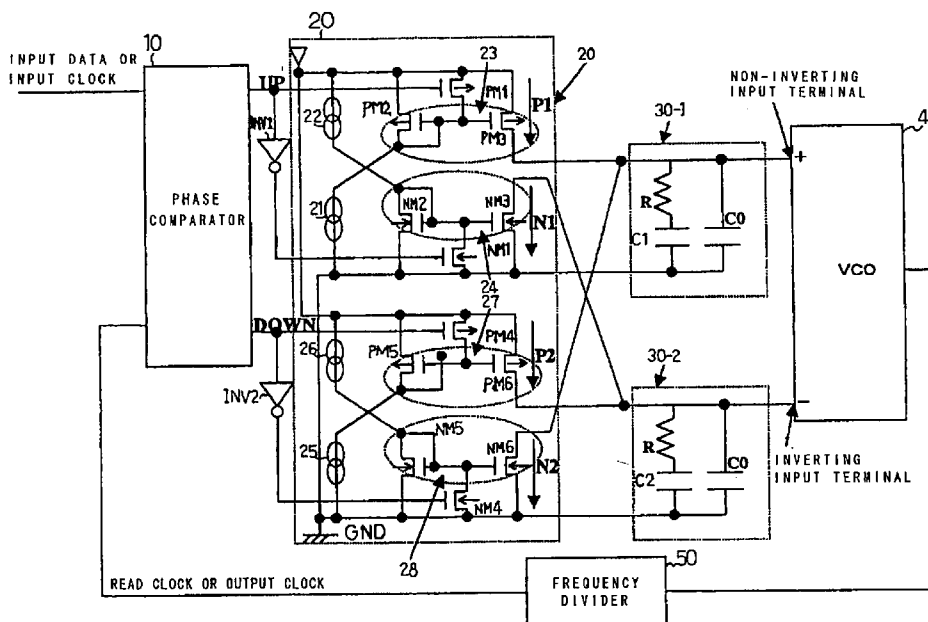 20
10
INPUT DATA OR
INPUT CLOCK
UP
23
20
NON-INVERTING
INPUT TERMINAL
PM1
P1
30-1
4
22
PM2
PM3
INV1
+
PHASE
COMPARATOR
R
C0
C1
21
NM2
NM3
N1
NM1
VCO
24
27
DOWN
PM4
26
PM5
P2
PM6
30-2
INV2
NM5
NM6
R
C0
C2
25
N2
NM4
INVERTING
INPUT TERMINAL
GND
28
50
READ CLOCK OR OUTPUT CLOCK
FREQUENCY
DIVIDER